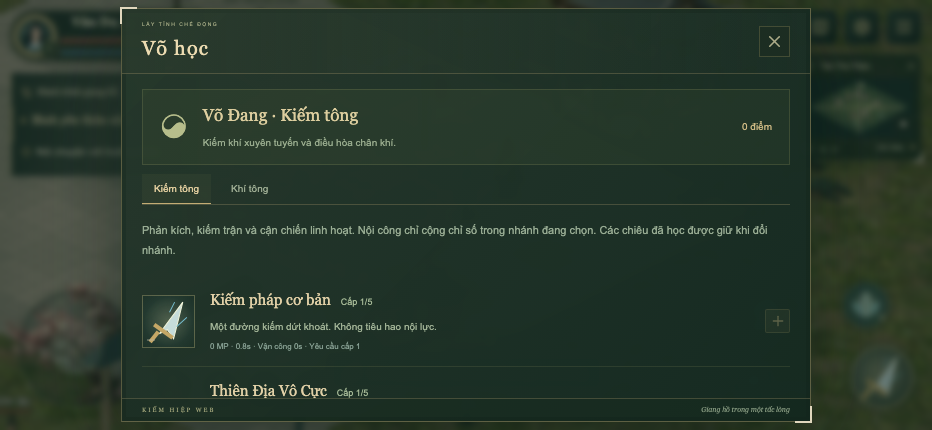 LẤY TĨNH CHẾ ĐỘNG
Võ học
Võ Đang · Kiếm tông
Kiếm khí xuyên tuyến và điều hòa chân khí.
0 điểm
Kiếm tông
Khí tông
Phản kích, kiếm trận và cận chiến linh hoạt. Nội công chỉ cộng chỉ số trong nhánh đang chọn. Các chiêu đã học được giữ khi đổi
nhánh.
Kiếm pháp cơ bản Cấp 1/5
Một đường kiếm dứt khoát. Không tiêu hao nội lực.
0 MP · 0.8s · Vận công 0s · Yêu cầu cấp 1
Thiên Địa Vô Cực Cấp 1/5
KIẾM HIỆP WEB
Giang hồ trong một tấc lòng